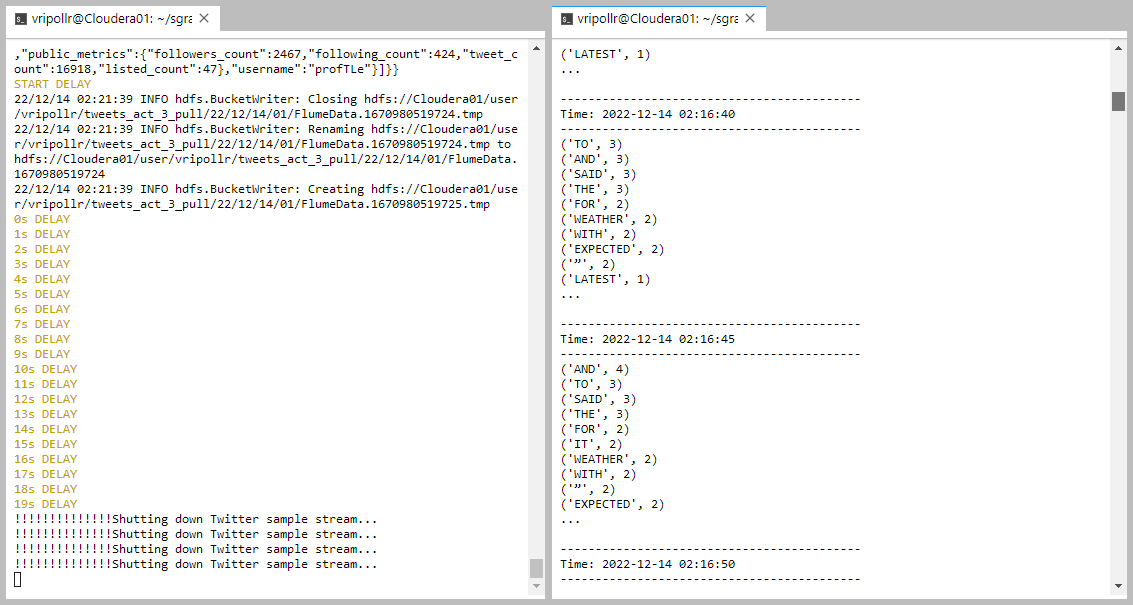 vripollr@Cloudera01: ~/sgra
,"public_metrics":{"followers_count":2467,"following_count":424,"tweet_c
ount":16918,"listed_count":47},"username":"profTLe"}]}}
START DELAY
22/12/14 02:21:39 INFO hdfs.BucketWriter: Closing hdfs://Cloudera01/user
/vripollr/tweets_act_3_pull/22/12/14/01/FlumeData.1670980519724.tmp
22/12/14 02:21:39 INFO hdfs.BucketWriter: Renaming hdfs://Cloudera01/use
r/vripollr/tweets_act_3_pull/22/12/14/01/FlumeData.1670980519724.tmp to
hdfs://Cloudera01/user/vripollr/tweets_act_3_pull/22/12/14/01/FlumeData.
1670980519724
22/12/14 02:21:39 INFO hdfs.BucketWriter: Creating hdfs://Cloudera01/use
r/vripollr/tweets_act_3_pull/22/12/14/01/FlumeData.1670980519725.tmp
0s DELAY
1s DELAY
2s DELAY
3s DELAY
4s DELAY
5s DELAY
6s DELAY
7s DELAY
8s DELAY
9s DELAY
10s DELAY
11s DELAY
12s DELAY
13s DELAY
14s DELAY
15s DELAY
16s DELAY
17s DELAY
18s DELAY
19s DELAY
!!!!!!!!!!!!!!Shutting down Twitter sample stream...
!!!!!!!!!!!!!!Shutting down Twitter sample stream...
!!!!!!!!!!!!!!Shutting down Twitter sample stream...
!!!!!!!!!!!!!!Shutting down Twitter sample stream...
vripollr@Cloudera01: ~/sgra
('LATEST', 1)
...
-------------------------------------------
Time: 2022-12-14 02:16:40
-------------------------------------------
('TO', 3)
('AND', 3)
('SAID', 3)
('THE', 3)
('FOR', 2)
('WEATHER', 2)
('WITH', 2)
('EXPECTED', 2)
('”', 2)
('LATEST', 1)
...
-------------------------------------------
Time: 2022-12-14 02:16:45
-------------------------------------------
('AND', 4)
('TO', 3)
('SAID', 3)
('THE', 3)
('FOR', 2)
('IT', 2)
('WEATHER', 2)
('WITH', 2)
('”', 2)
('EXPECTED', 2)
...
-------------------------------------------
Time: 2022-12-14 02:16:50
-------------------------------------------